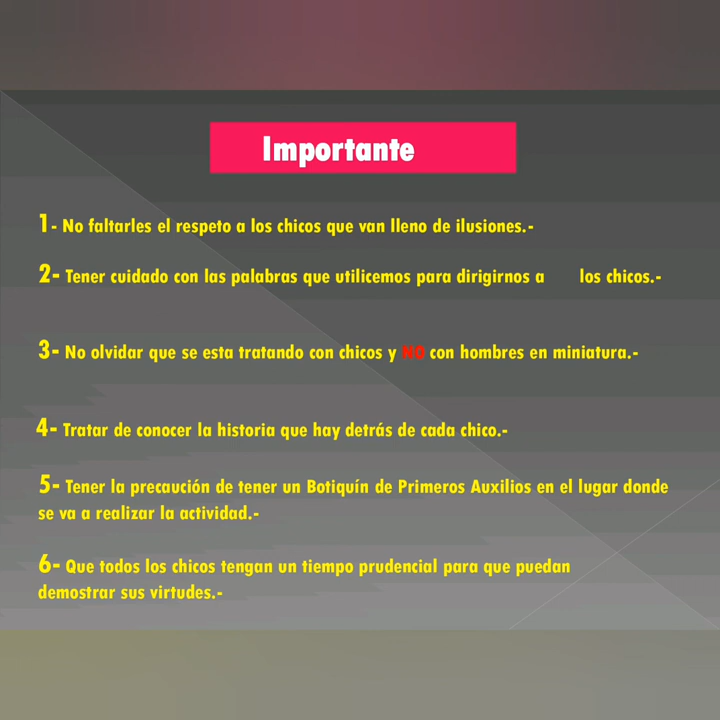 Importante
1- No faltarles el respeto a los chicos que van lleno de ilusiones.-
2- Tener cuidado con las palabras que utilicemos para dirigirnos a los chicos.-
3- No olvidar que se esta tratando con chicos y NO con hombres en miniatura.-
4- Tratar de conocer la historia que hay detrás de cada chico.-
5- Tener la precaución de tener un Botiquín de Primeros Auxilios en el lugar donde
se va a realizar la actividad.-
6- Que todos los chicos tengan un tiempo prudencial para que puedan
demostrar sus virtudes.-